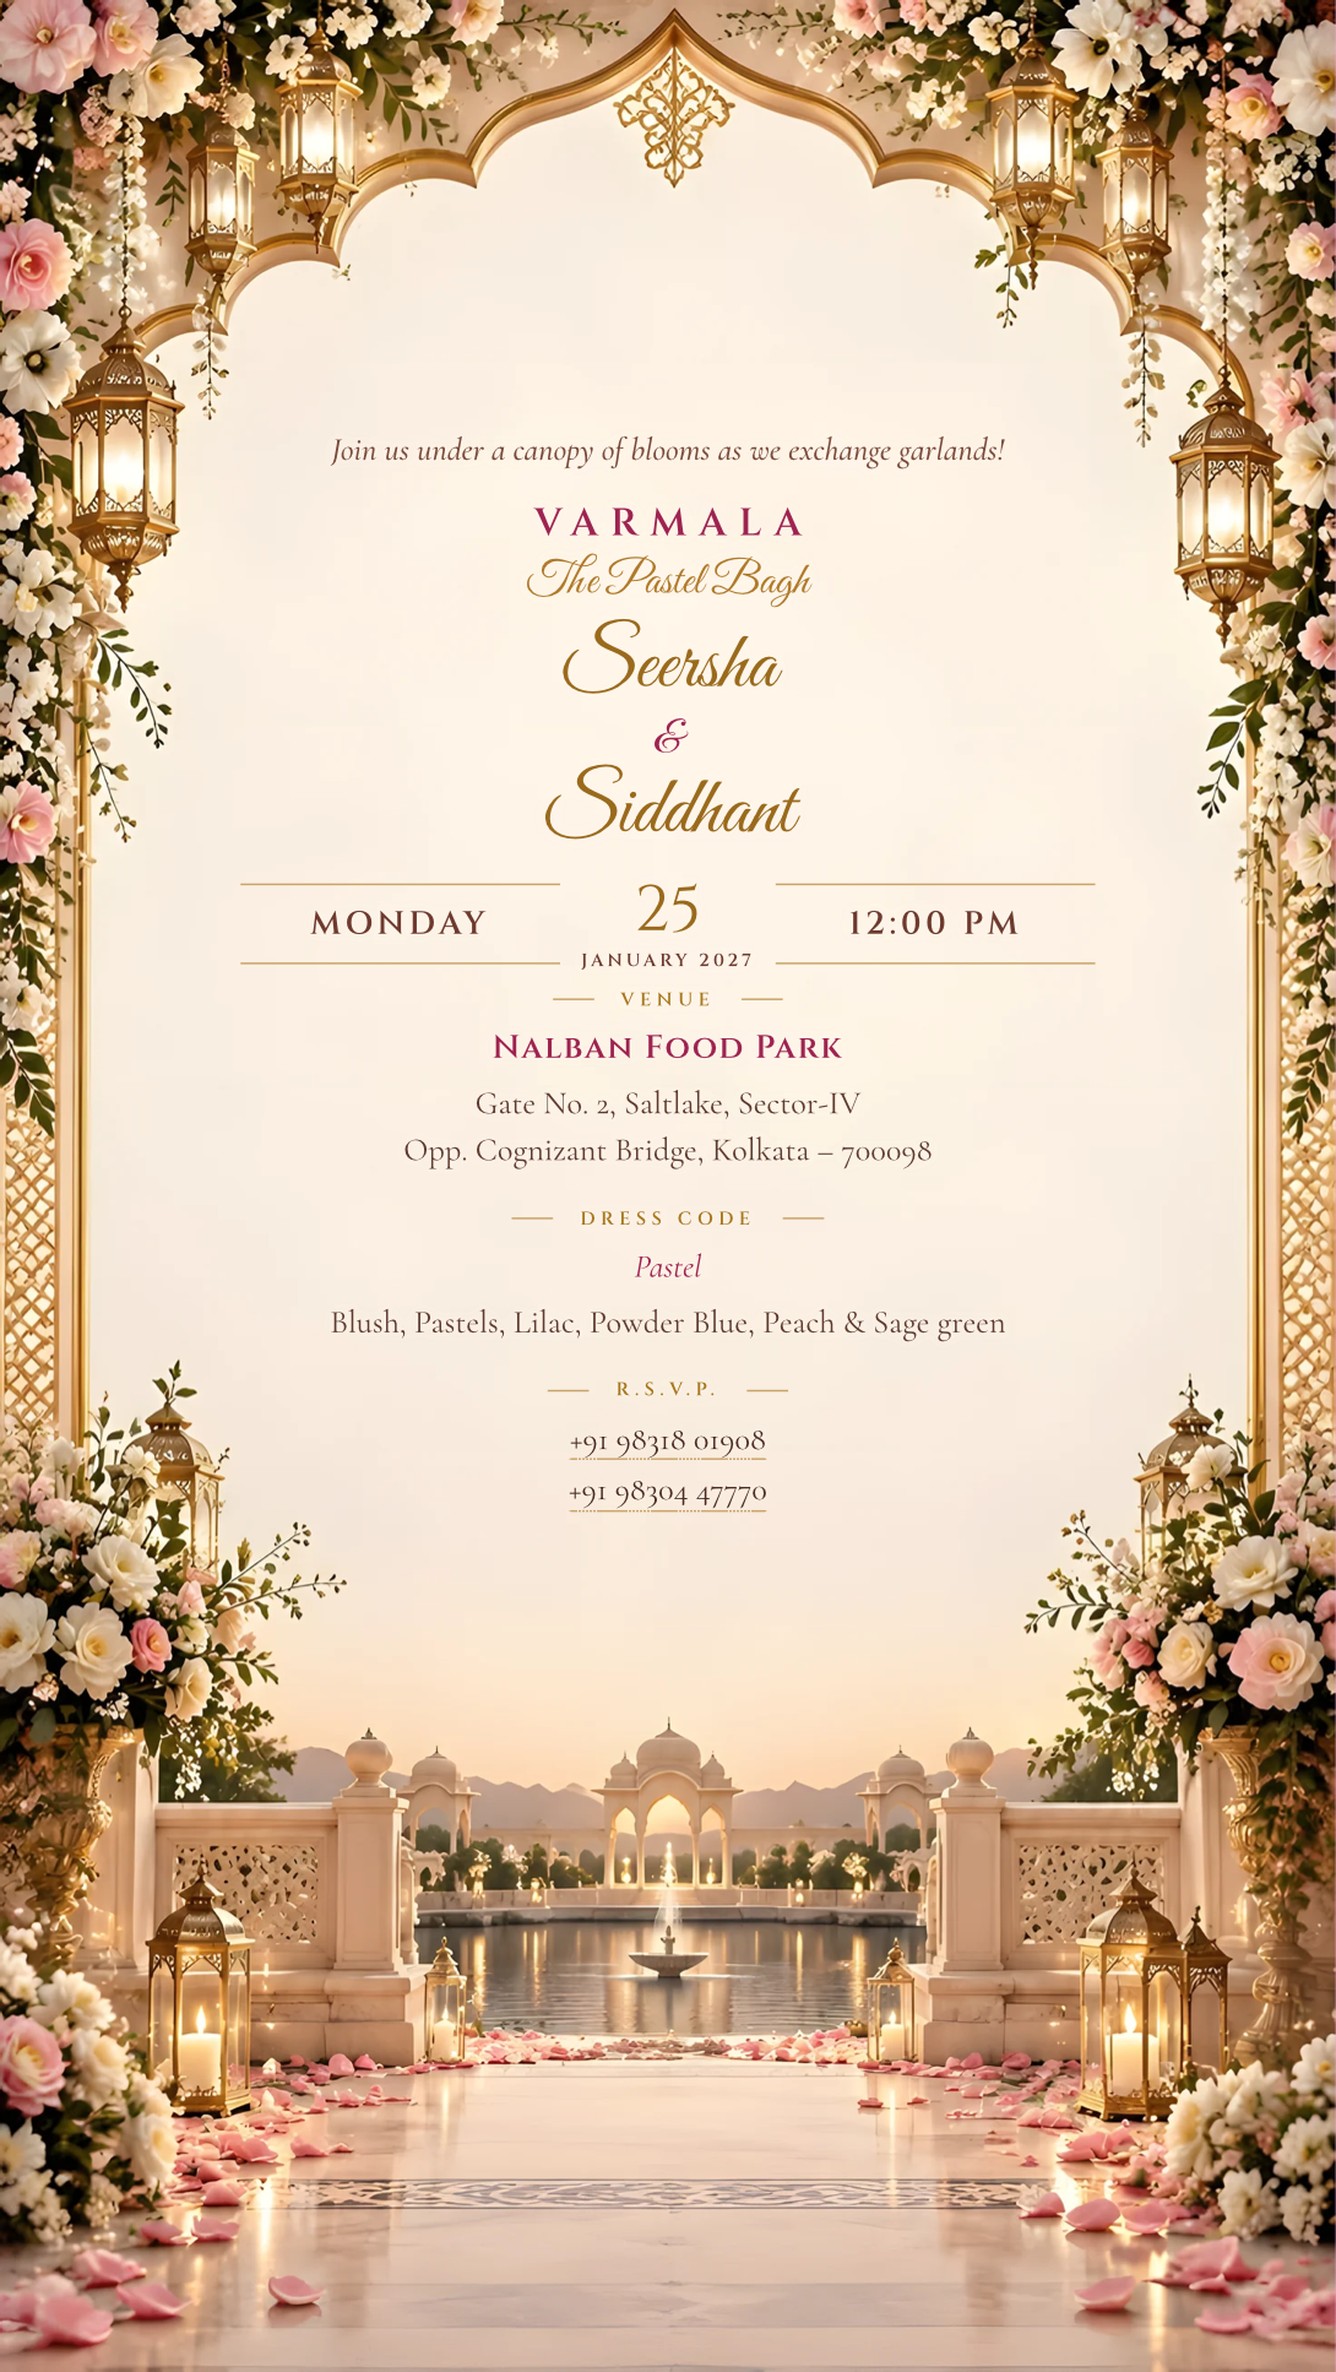 Join us under a canopy of blooms as we exchange garlands!
VARMALA
The Pastel Bagh
Seersha
&
Siddhant
MONDAY
25
JANUARY 2027
12:00 PM
VENUE
NALBAN FOOD PARK
Gate No. 2, Saltlake, Sector-IV
Opp. Cognizant Bridge, Kolkata – 700098
DRESS CODE
Pastel
Blush, Pastels, Lilac, Powder Blue, Peach & Sage green
R.S.V.P.
+91 98318 01908
+91 98304 47770